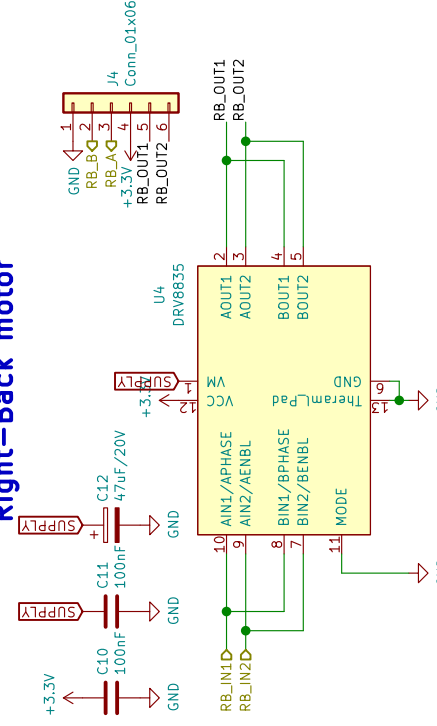 Right-Back motor
J4
Conn_01x06
1
2
3
4
5
6
GND
RB_B
RB_A
+3.3V
RB_OUT1
RB_OUT2
RB_OUT1
RB_OUT2
U4
DRV8835
2
3
4
5
AOUT1
AOUT2
BOUT1
BOUT2
SUPPLY
1
VM
+3.3V
12
VCC
GND
6
Theraml_Pad
13
AIN1/APHASE
AIN2/AENBL
BIN1/BPHASE
BIN2/BENBL
MODE
10
9
8
7
11
RB_IN1
RB_IN2
SUPPLY
C12
47uF/20V
+
GND
SUPPLY
C11
100nF
GND
+3.3V
C10
100nF
GND